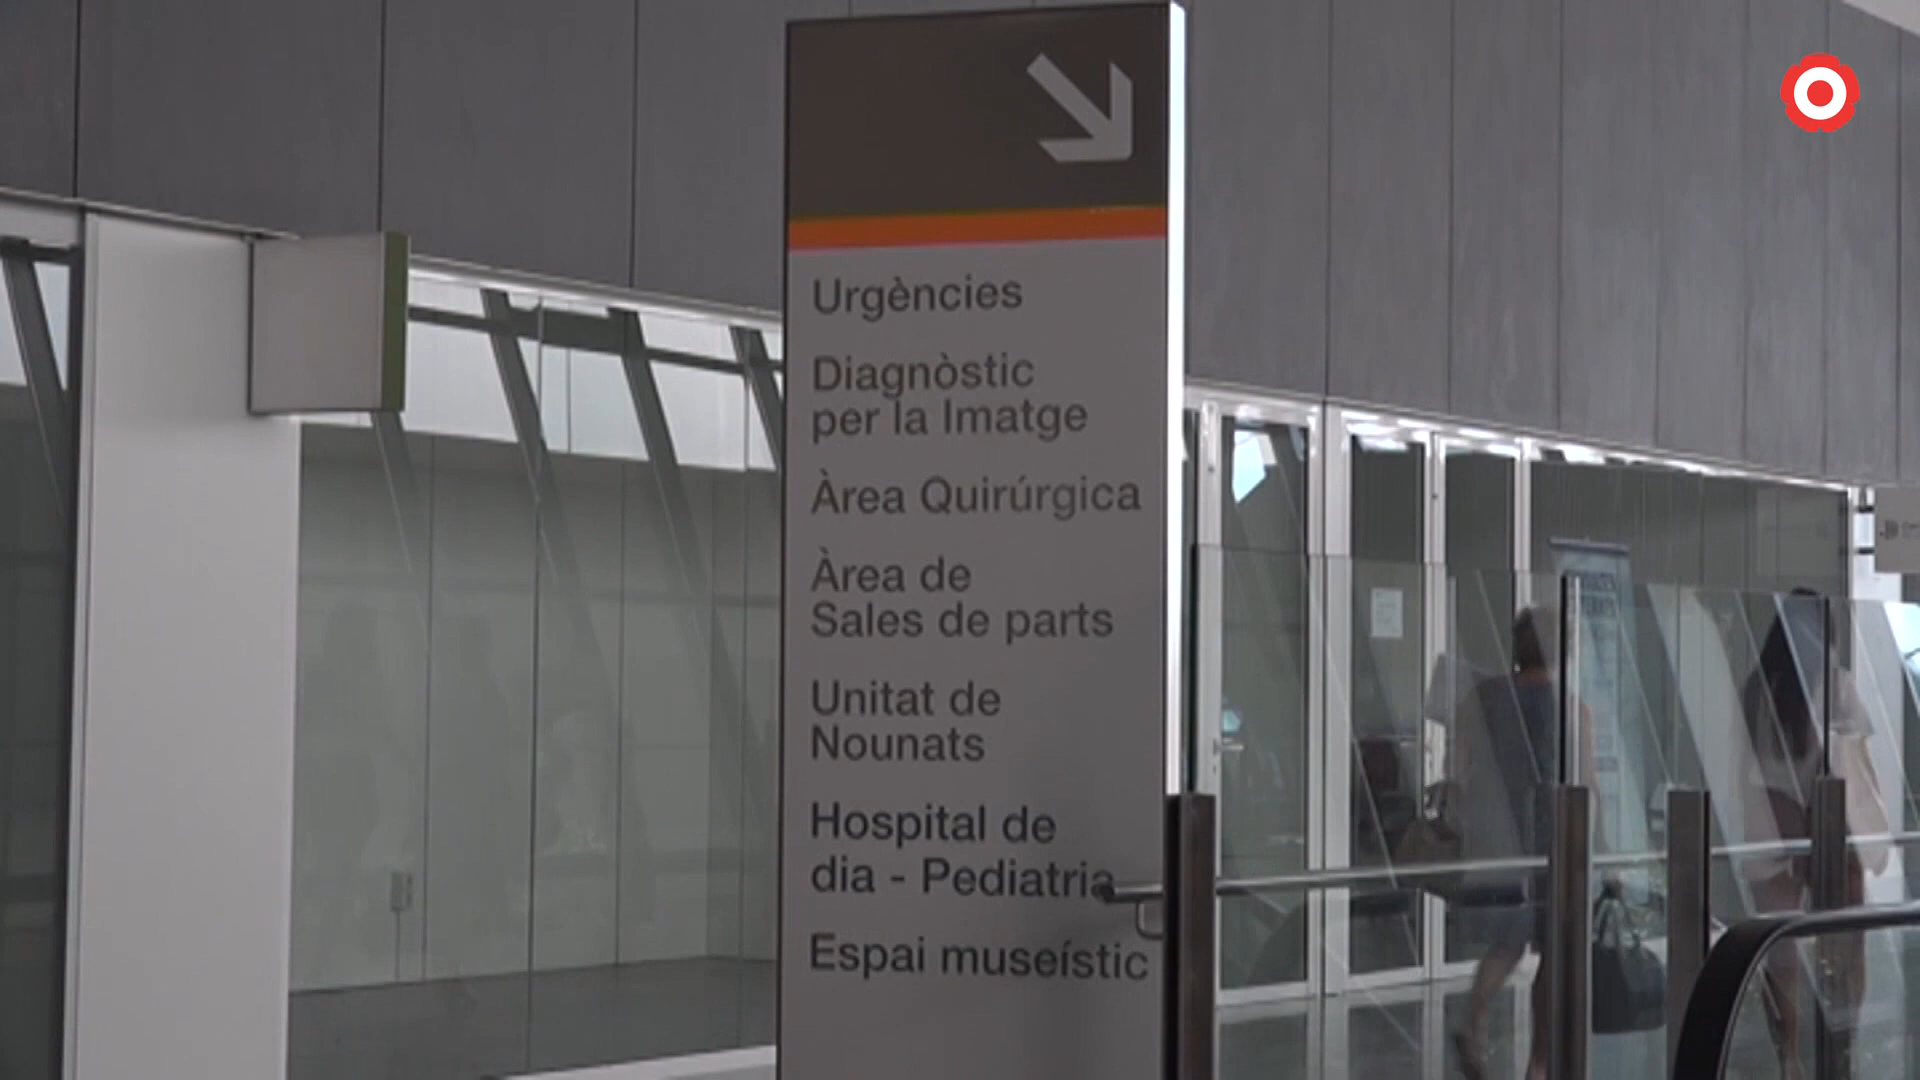 Urgències
Diagnòstic
per la Imatge
Àrea Quirúrgica
Àrea de
Sales de parts
Unitat de
Nounats
Hospital de
dia - Pediatria
Espai museístic